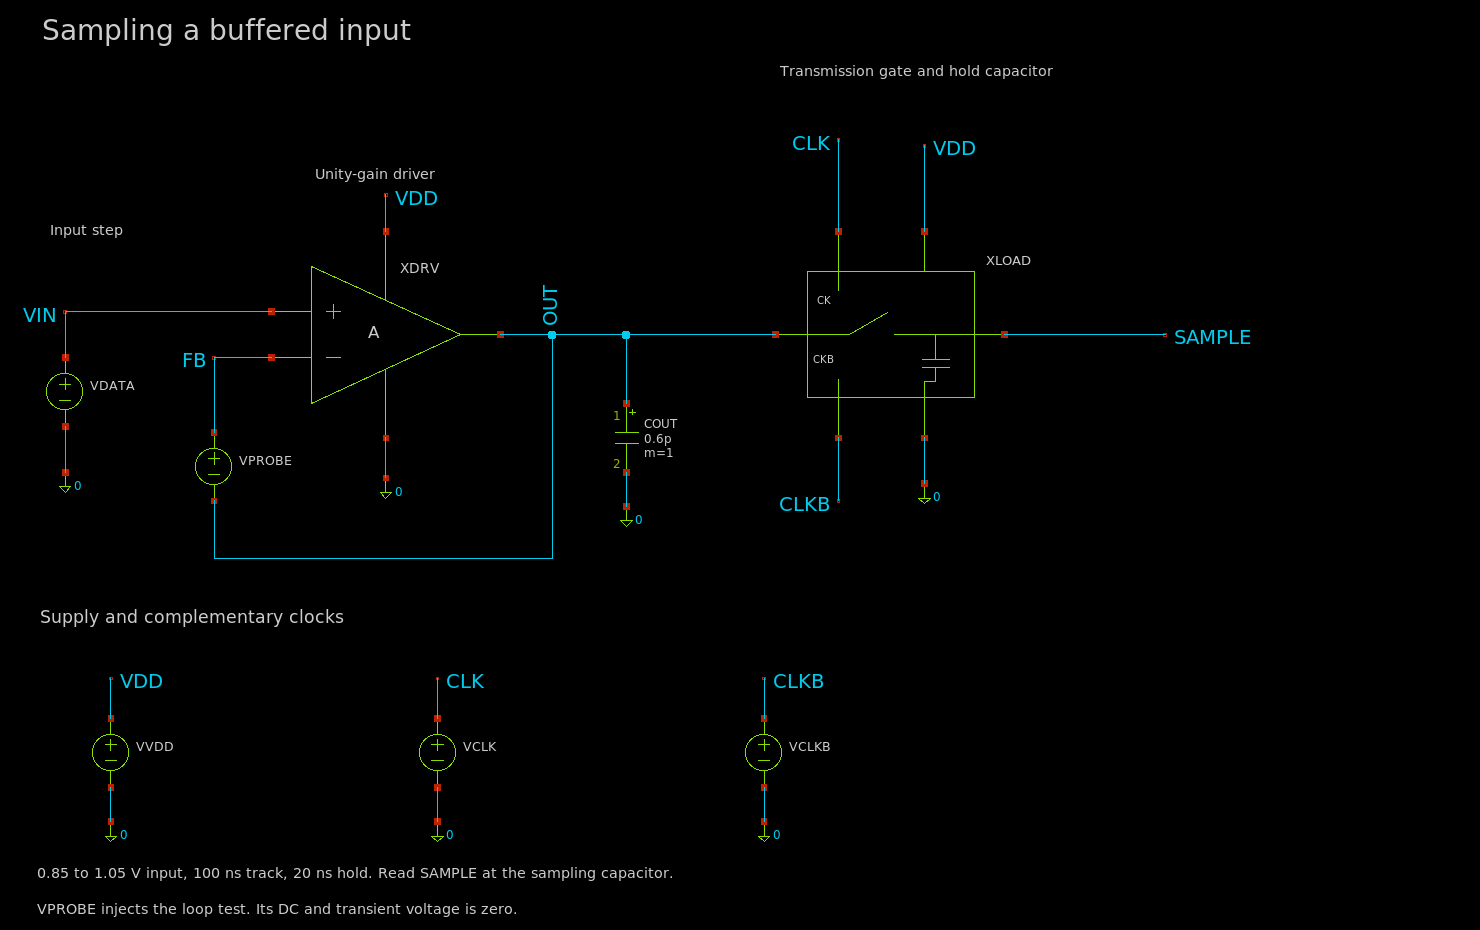 Sampling a buffered input
Transmission gate and hold capacitor
CLK
VDD
Unity-gain driver
VDD
Input step
XDRV
XLOAD
VIN
OUT
CK
A
FB
SAMPLE
CKB
VDATA
1
COUT
0.6p
m=1
2
VPROBE
0
0
0
0
CLKB
Supply and complementary clocks
VDD
CLK
CLKB
VVDD
VCLK
VCLKB
0
0
0
0.85 to 1.05 V input, 100 ns track, 20 ns hold. Read SAMPLE at the sampling capacitor.
VPROBE injects the loop test. Its DC and transient voltage is zero.